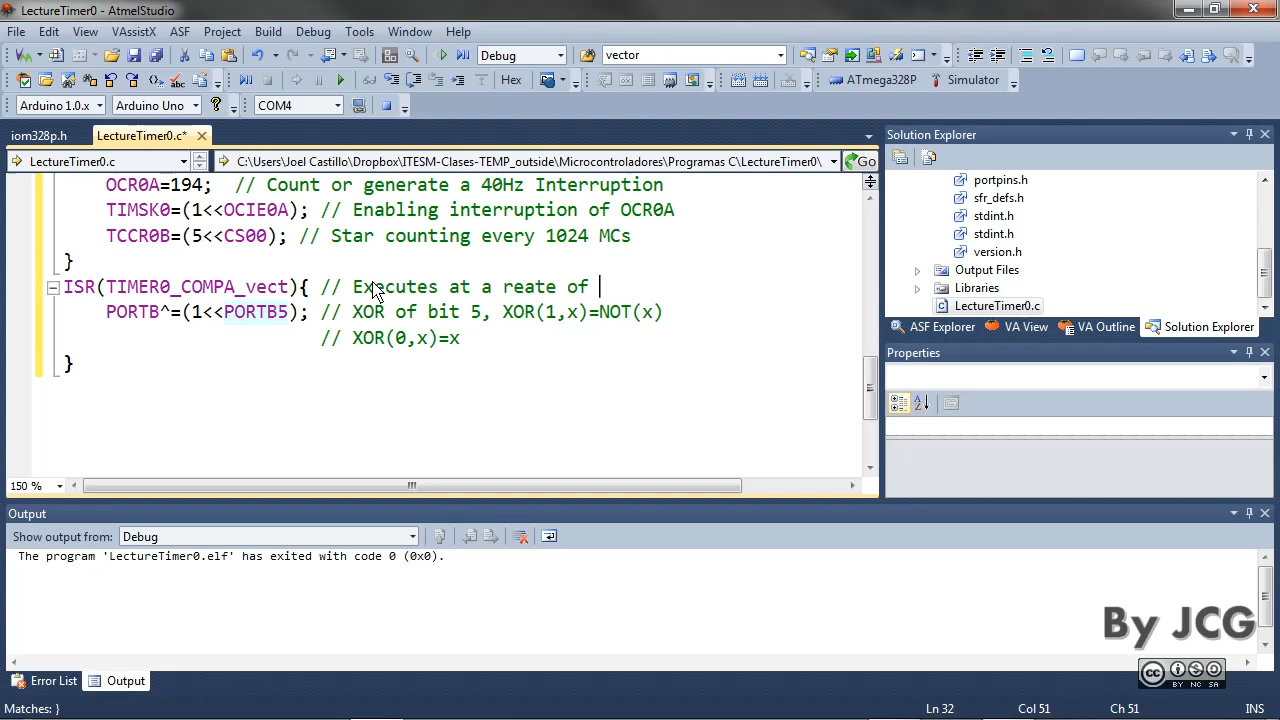 LectureTimer0 - AtmelStudio
File Edit View VAssistX ASF Project Build Debug Tools Window Help
Debug vector
Hex ATmega328P Simulator
Arduino 1.0.x Arduino Uno ? COM4
iom328p.h LectureTimer0.c*
LectureTimer0.c C:\Users\Joel Castillo\Dropbox\ITESM-Clases-TEMP_outside\Microcontroladores\Programas C\LectureTimer0\ Go
OCR0A=194; // Count or generate a 40Hz Interruption
TIMSK0=(1<<OCIE0A); // Enabling interruption of OCR0A
TCCR0B=(5<<CS00); // Star counting every 1024 MCs
}
ISR(TIMER0_COMPA_vect){ // Executes at a reate of
PORTB^=(1<<PORTB5); // XOR of bit 5, XOR(1,x)=NOT(x)
// XOR(0,x)=x
}
150 %
Solution Explorer
portpins.h
sfr_defs.h
stdint.h
stdint.h
version.h
Output Files
Libraries
LectureTimer0.c
ASF Explorer VA View VA Outline Solution Explorer
Properties
Output
Show output from: Debug
The program 'LectureTimer0.elf' has exited with code 0 (0x0).
By JCG
cc BY NC SA
Error List Output
Matches: } Ln 32 Col 51 Ch 51 INS